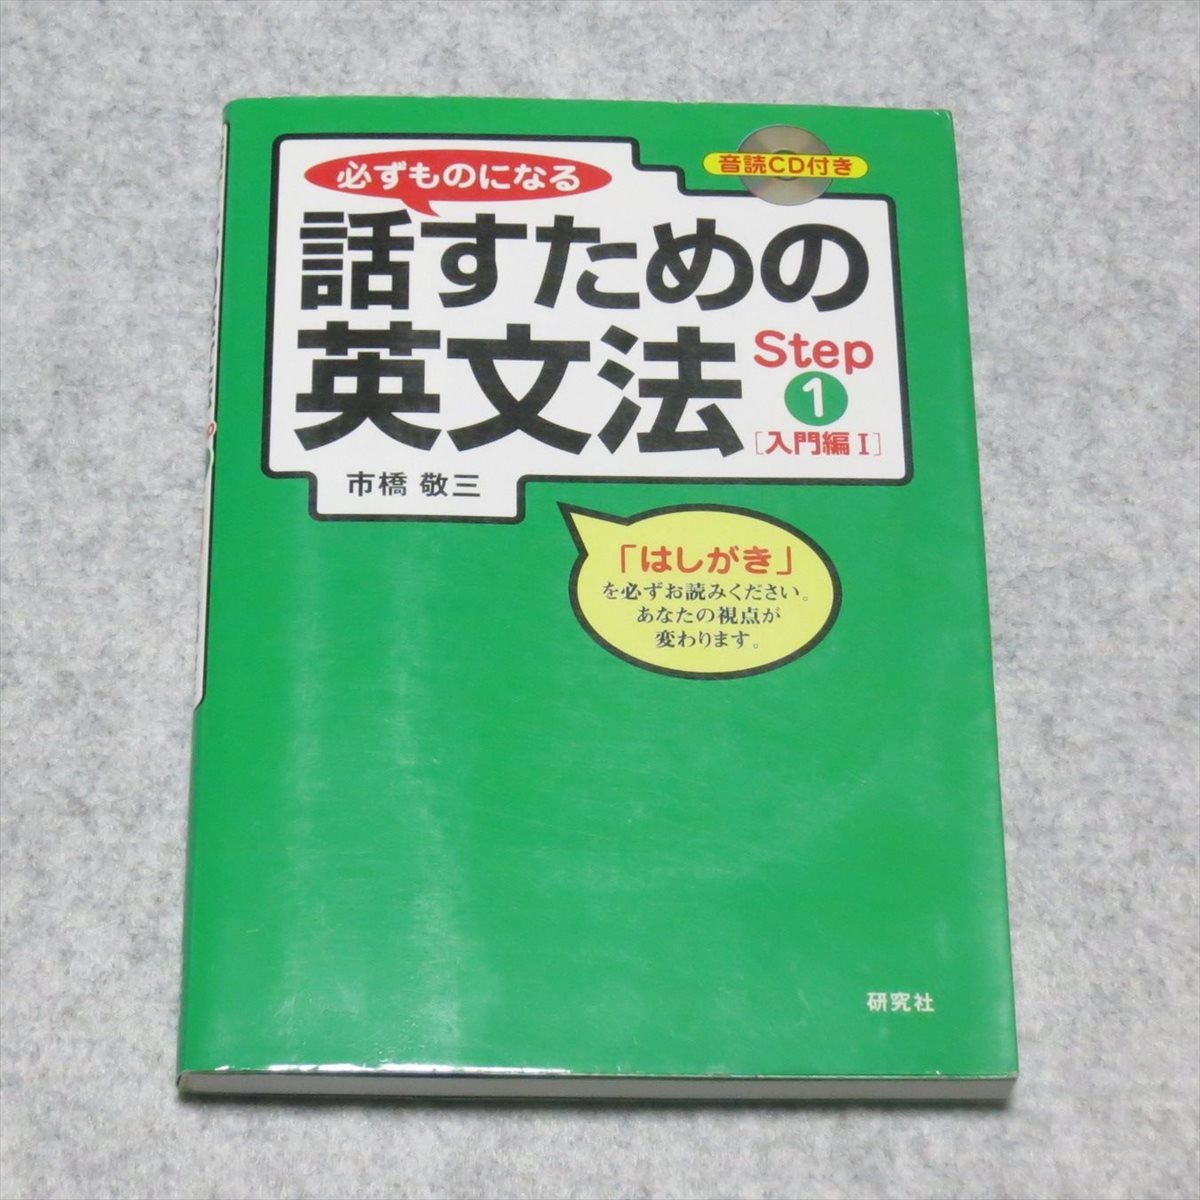 音読CD付き
必ずものになる
話すための
英文法
Step
1
[入門編 I]
市橋 敬三
「はしがき」
を必ずお読みください。
あなたの視点が
変わります。
研究社